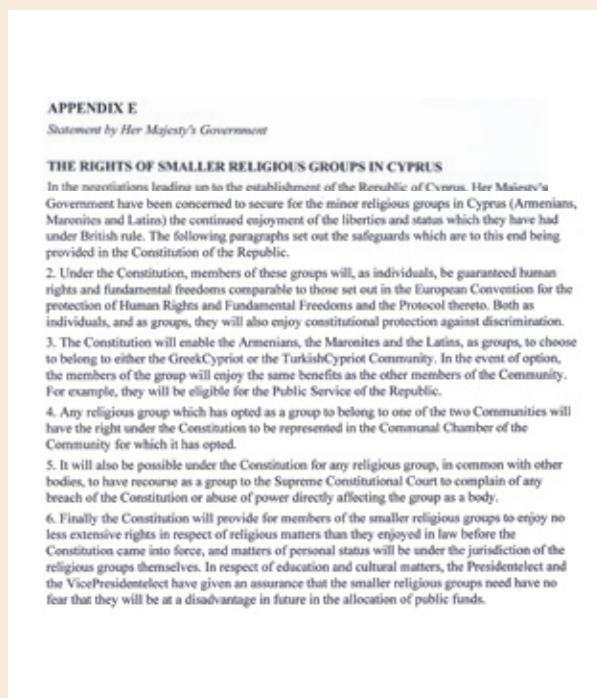 APPENDIX E
Statement by Her Majesty's Government
THE RIGHTS OF SMALLER RELIGIOUS GROUPS IN CYPRUS
In the negotiations leading up to the establishment of the Republic of Cyprus, Her Majesty's
Government have been concerned to secure for the minor religious groups in Cyprus (Armenians,
Maronites and Latins) the continued enjoyment of the liberties and status which they have had
under British rule. The following paragraphs set out the safeguards which are to this end being
provided in the Constitution of the Republic.
2. Under the Constitution, members of these groups will, as individuals, be guaranteed human
rights and fundamental freedoms comparable to those set out in the European Convention for the
protection of Human Rights and Fundamental Freedoms and the Protocol thereto. Both as
individuals, and as groups, they will also enjoy constitutional protection against discrimination.
3. The Constitution will enable the Armenians, the Maronites and the Latins, as groups, to choose
to belong to either the GreekCypriot or the TurkishCypriot Community. In the event of option,
the members of the group will enjoy the same benefits as the other members of the Community.
For example, they will be eligible for the Public Service of the Republic.
4. Any religious group which has opted as a group to belong to one of the two Communities will
have the right under the Constitution to be represented in the Communal Chamber of the
Community for which it has opted.
5. It will also be possible under the Constitution for any religious group, in common with other
bodies, to have recourse as a group to the Supreme Constitutional Court to complain of any
breach of the Constitution or abuse of power directly affecting the group as a body.
6. Finally the Constitution will provide for members of the smaller religious groups to enjoy no
less extensive rights in respect of religious matters than they enjoyed in law before the
Constitution came into force, and matters of personal status will be under the jurisdiction of the
religious groups themselves. In respect of education and cultural matters, the Presidentelect and
the VicePresidentelect have given an assurance that the smaller religious groups need have no
fear that they will be at a disadvantage in future in the allocation of public funds.